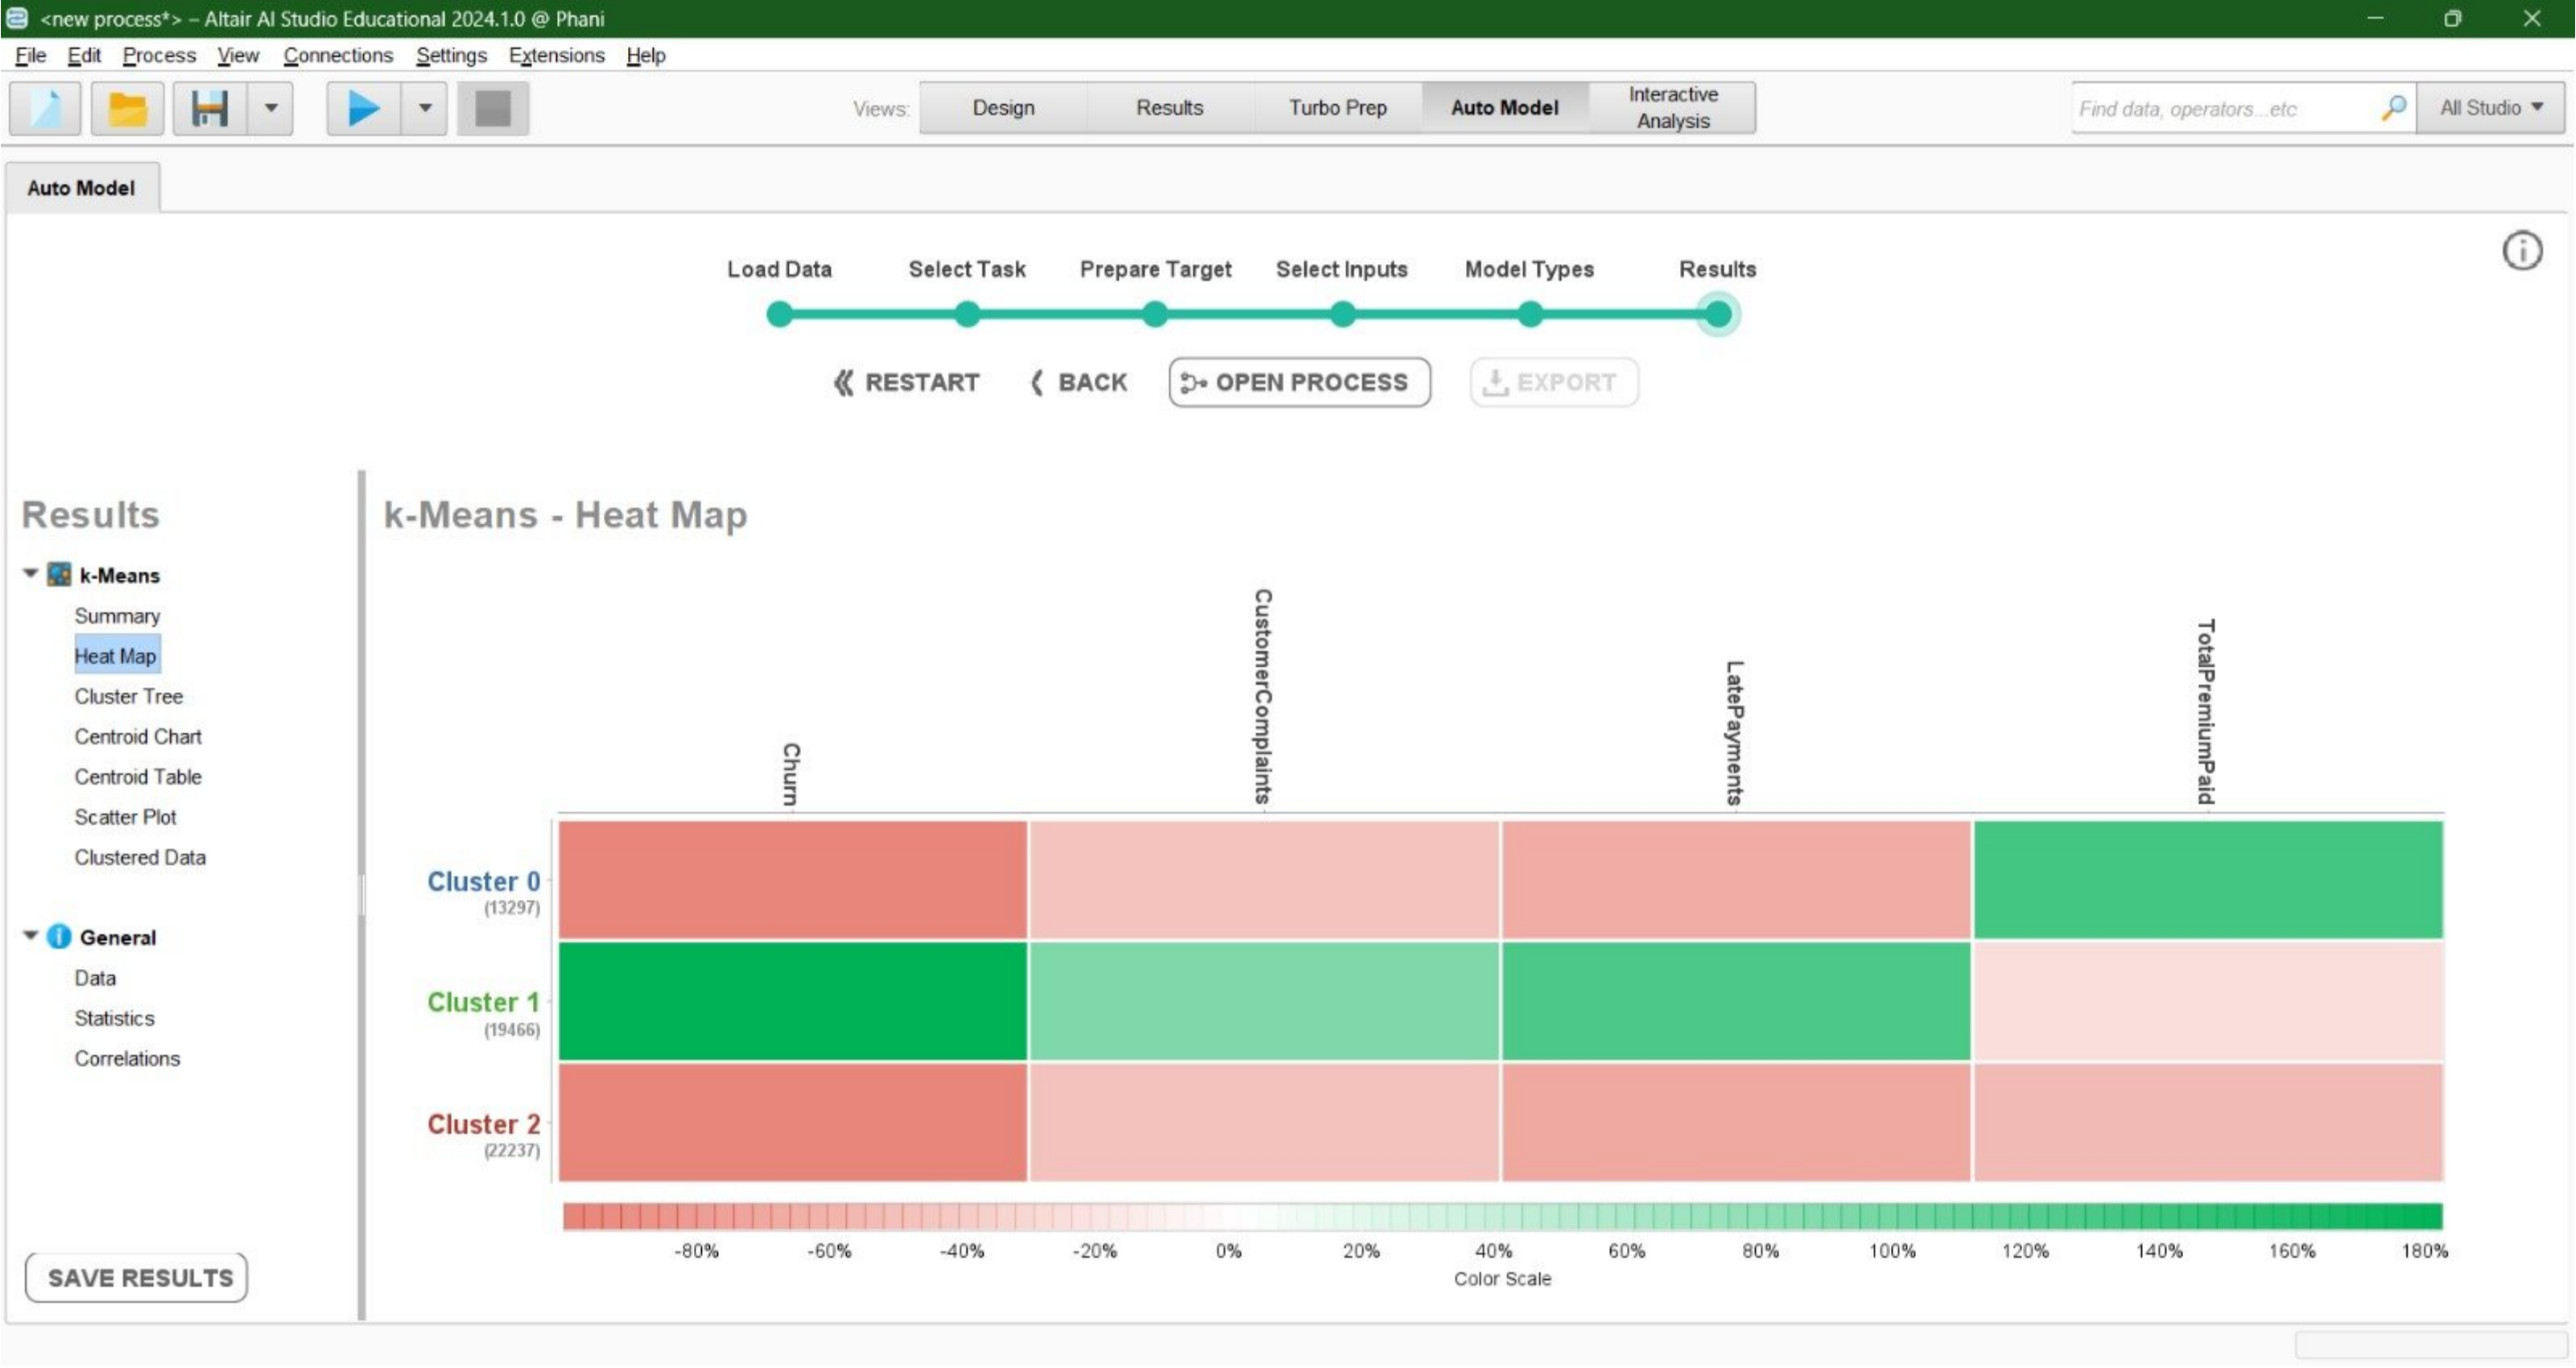 <new process*> – Altair AI Studio Educational 2024.1.0 @ Phani
File Edit Process View Connections Settings Extensions Help
Views: Design Results Turbo Prep Auto Model Interactive Analysis
Find data, operators...etc All Studio
Auto Model
Load Data Select Task Prepare Target Select Inputs Model Types Results
RESTART BACK OPEN PROCESS EXPORT
Results
k-Means
Summary
Heat Map
Cluster Tree
Centroid Chart
Centroid Table
Scatter Plot
Clustered Data
General
Data
Statistics
Correlations
SAVE RESULTS
k-Means - Heat Map
Churn
CustomerComplaints
LatePayments
TotalPremiumPaid
Cluster 0
(13297)
Cluster 1
(19466)
Cluster 2
(22237)
-80% -60% -40% -20% 0% 20% 40% 60% 80% 100% 120% 140% 160% 180%
Color Scale